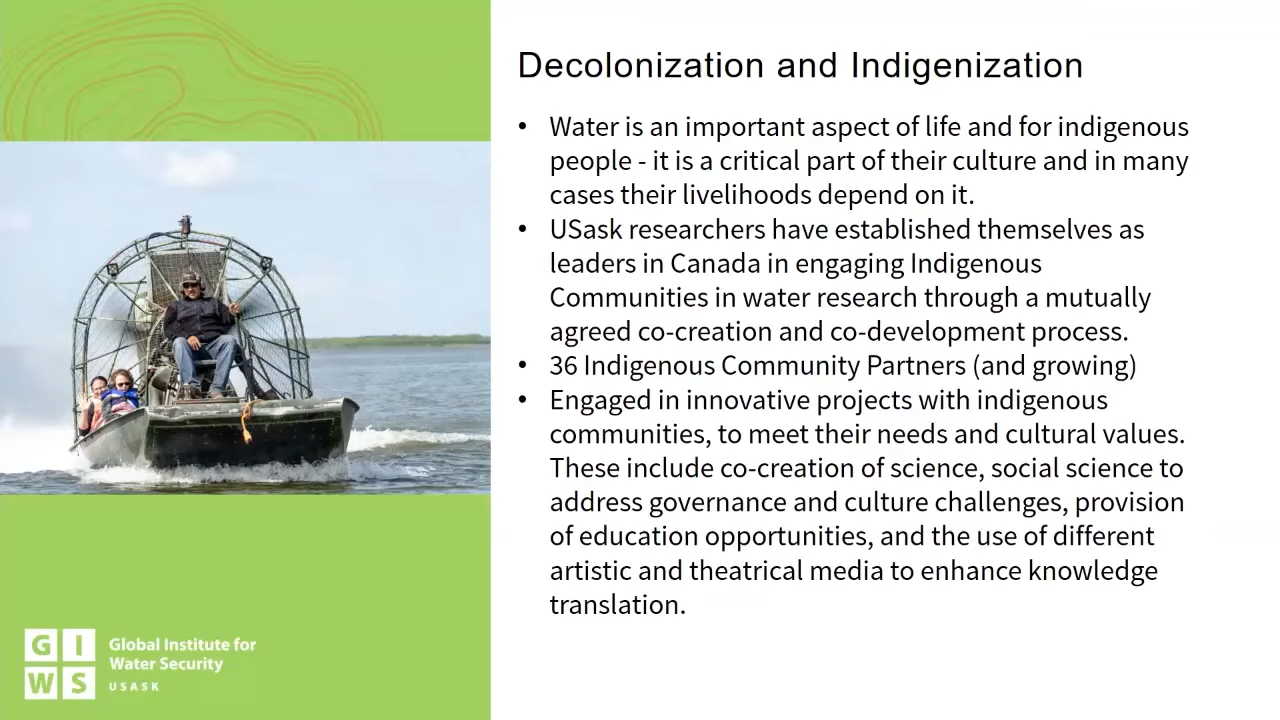 Decolonization and Indigenization
• Water is an important aspect of life and for indigenous
people - it is a critical part of their culture and in many
cases their livelihoods depend on it.
• USask researchers have established themselves as
leaders in Canada in engaging Indigenous
Communities in water research through a mutually
agreed co-creation and co-development process.
• 36 Indigenous Community Partners (and growing)
• Engaged in innovative projects with indigenous
communities, to meet their needs and cultural values.
These include co-creation of science, social science to
address governance and culture challenges, provision
of education opportunities, and the use of different
artistic and theatrical media to enhance knowledge
translation.
G I
W S
Global Institute for
Water Security
USASK